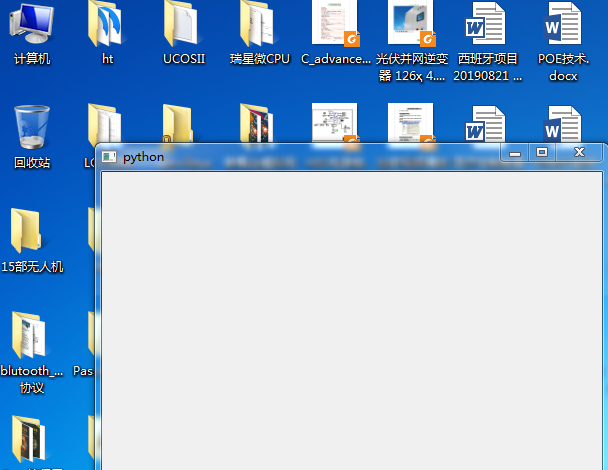 计算机
ht
UCOSII
瑞星微CPU
C_advance...
光伏并网逆变
器 126x 4....
西班牙项目
20190821 ...
POE技术.
docx
回收站
python
15部无人机
blutooth_...
协议